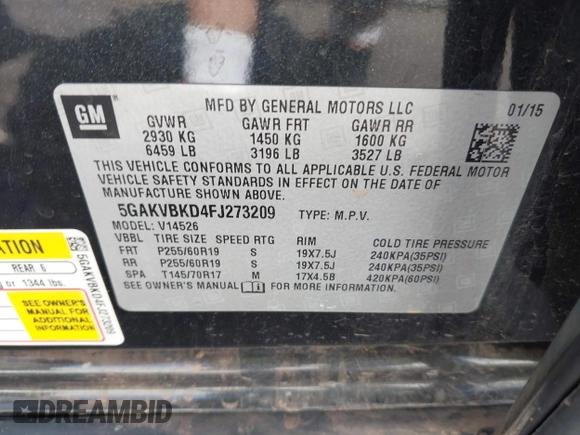 GM
MFD BY GENERAL MOTORS LLC
01/15
GVWR GAWR FRT GAWR RR
2930 KG 1450 KG 1600 KG
6459 LB 3196 LB 3527 LB
THIS VEHICLE CONFORMS TO ALL APPLICABLE U.S. FEDERAL MOTOR
VEHICLE SAFETY STANDARDS IN EFFECT ON THE DATE OF
MANUFACTURE SHOWN ABOVE.
5GAKVBKD4FJ273209 TYPE: M.P.V.
V14526
VBBL TIRE SIZE SPEED RTG RIM COLD TIRE PRESSURE
FRT P255/60R19 S 19X7.5J 240KPA(35PSI)
RR P255/60R19 S 19X7.5J 240KPA(35PSI)
SPA T145/70R17 M 17X4.5B 420KPA(60PSI)
SEE OWNER'S MANUAL i FOR MORE INFORMATION.
REAR 6
or 1344 lbs.
SEE OWNER'S
MANUAL FOR
ADDITIONAL
INFORMATION
5GAKVBKD4FJ273209
DREAMBID